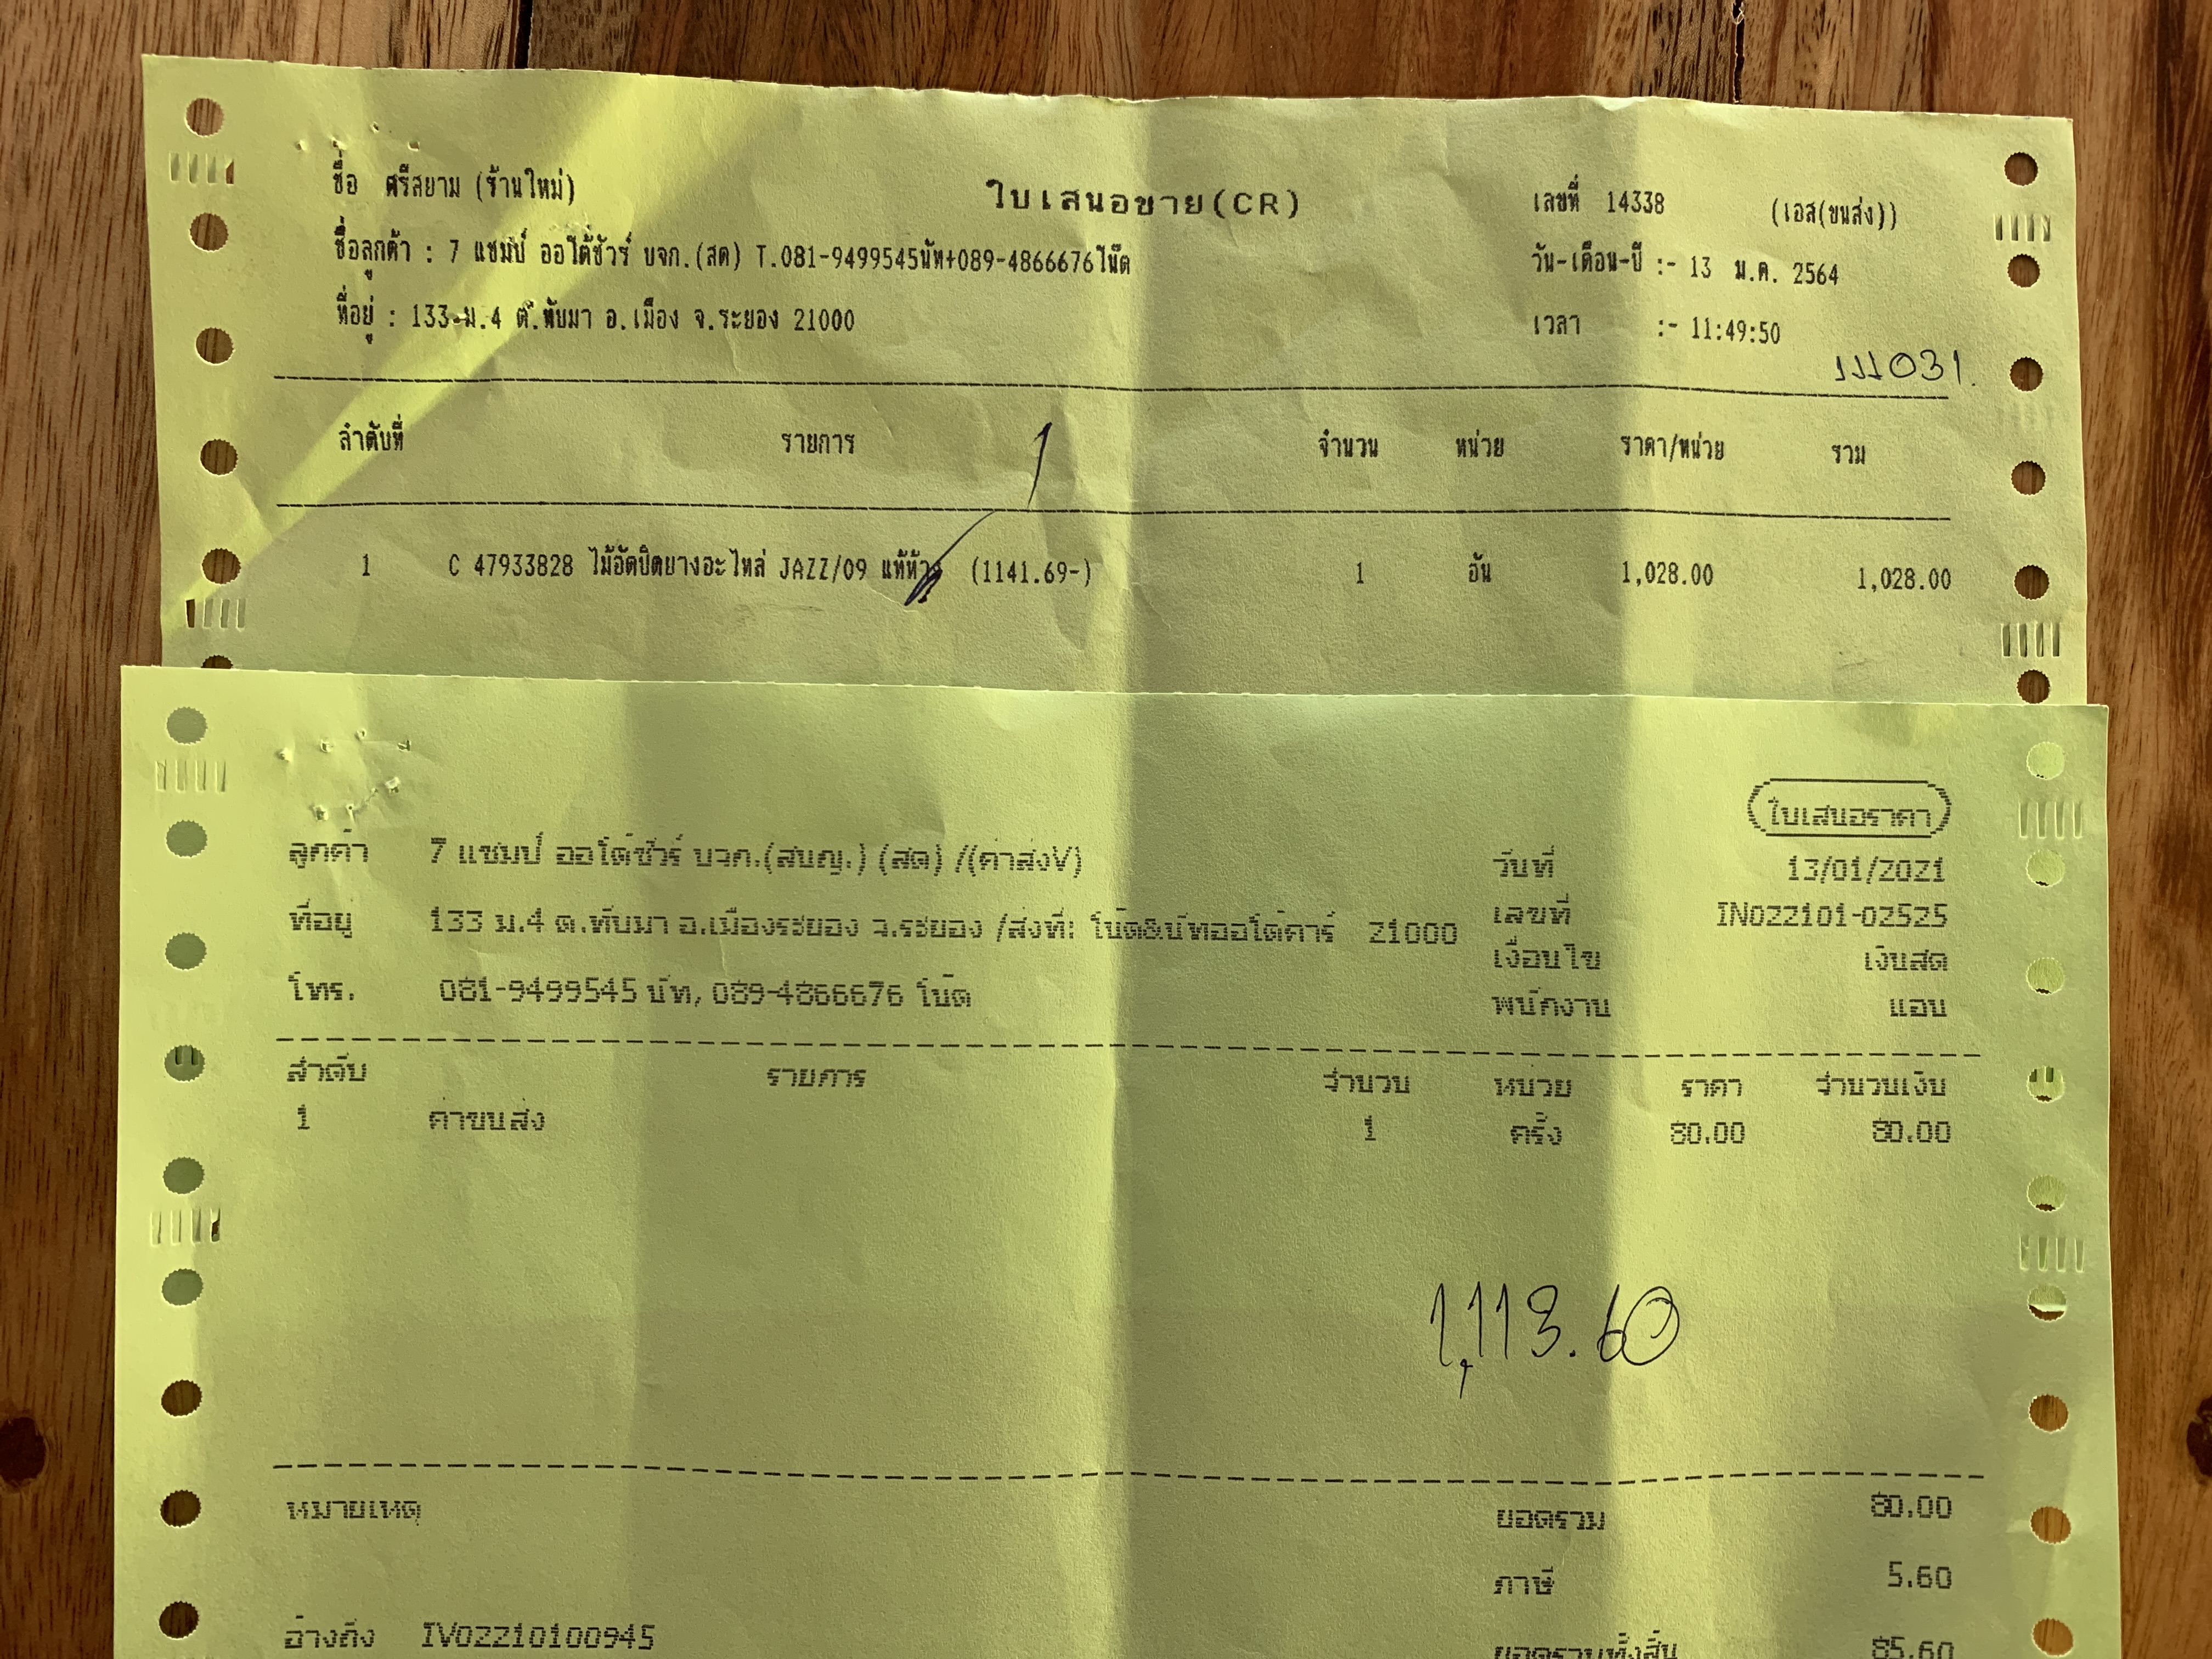 ชื่อ ศรีสยาม (ร้านใหม่) ใบเสนอขาย(CR) เลขที่ 14338 (เอส(ขนส่ง))
ชื่อลูกค้า : 7 แชมป์ ออโต้ชัวร์ บจก.(สด) T.081-9499545นัท+089-4866676โน๊ต วัน-เดือน-ปี :- 13 ม.ค. 2564
ที่อยู่ : 133 ม.4 ต.ทับมา อ.เมือง จ.ระยอง 21000 เวลา :- 11:49:50
ลำดับที่ รายการ จำนวน หน่วย ราคา/หน่วย รวม
1 C 47933828 ไม้อัดปิดยางอะไหล่ JAZZ/09 แท้ห้าง (1141.69-) 1 อัน 1,028.00 1,028.00
ใบเสนอราคา
ลูกค้า 7 แชมป์ ออโต้ชัวร์ บจก.(สนญ.) (สด) /(ค่าส่งV) วันที่ 13/01/2021
ที่อยู่ 133 ม.4 ต.ทับมา อ.เมืองระยอง จ.ระยอง /ส่งที่: โน๊ต&นัทออโต้คาร์ 21000 เลขที่ IN022101-02525
เงื่อนไข เงินสด
โทร. 081-9499545 นัท, 089-4866676 โน๊ต พนักงาน แอน
ลำดับ รายการ จำนวน หน่วย ราคา จำนวนเงิน
1 ค่าขนส่ง 1 ครั้ง 80.00 80.00
1,113.60
หมายเหตุ ยอดรวม 80.00
ภาษี 5.60
อ้างถึง IV02210100945 ยอดรวมทั้งสิ้น 85.60